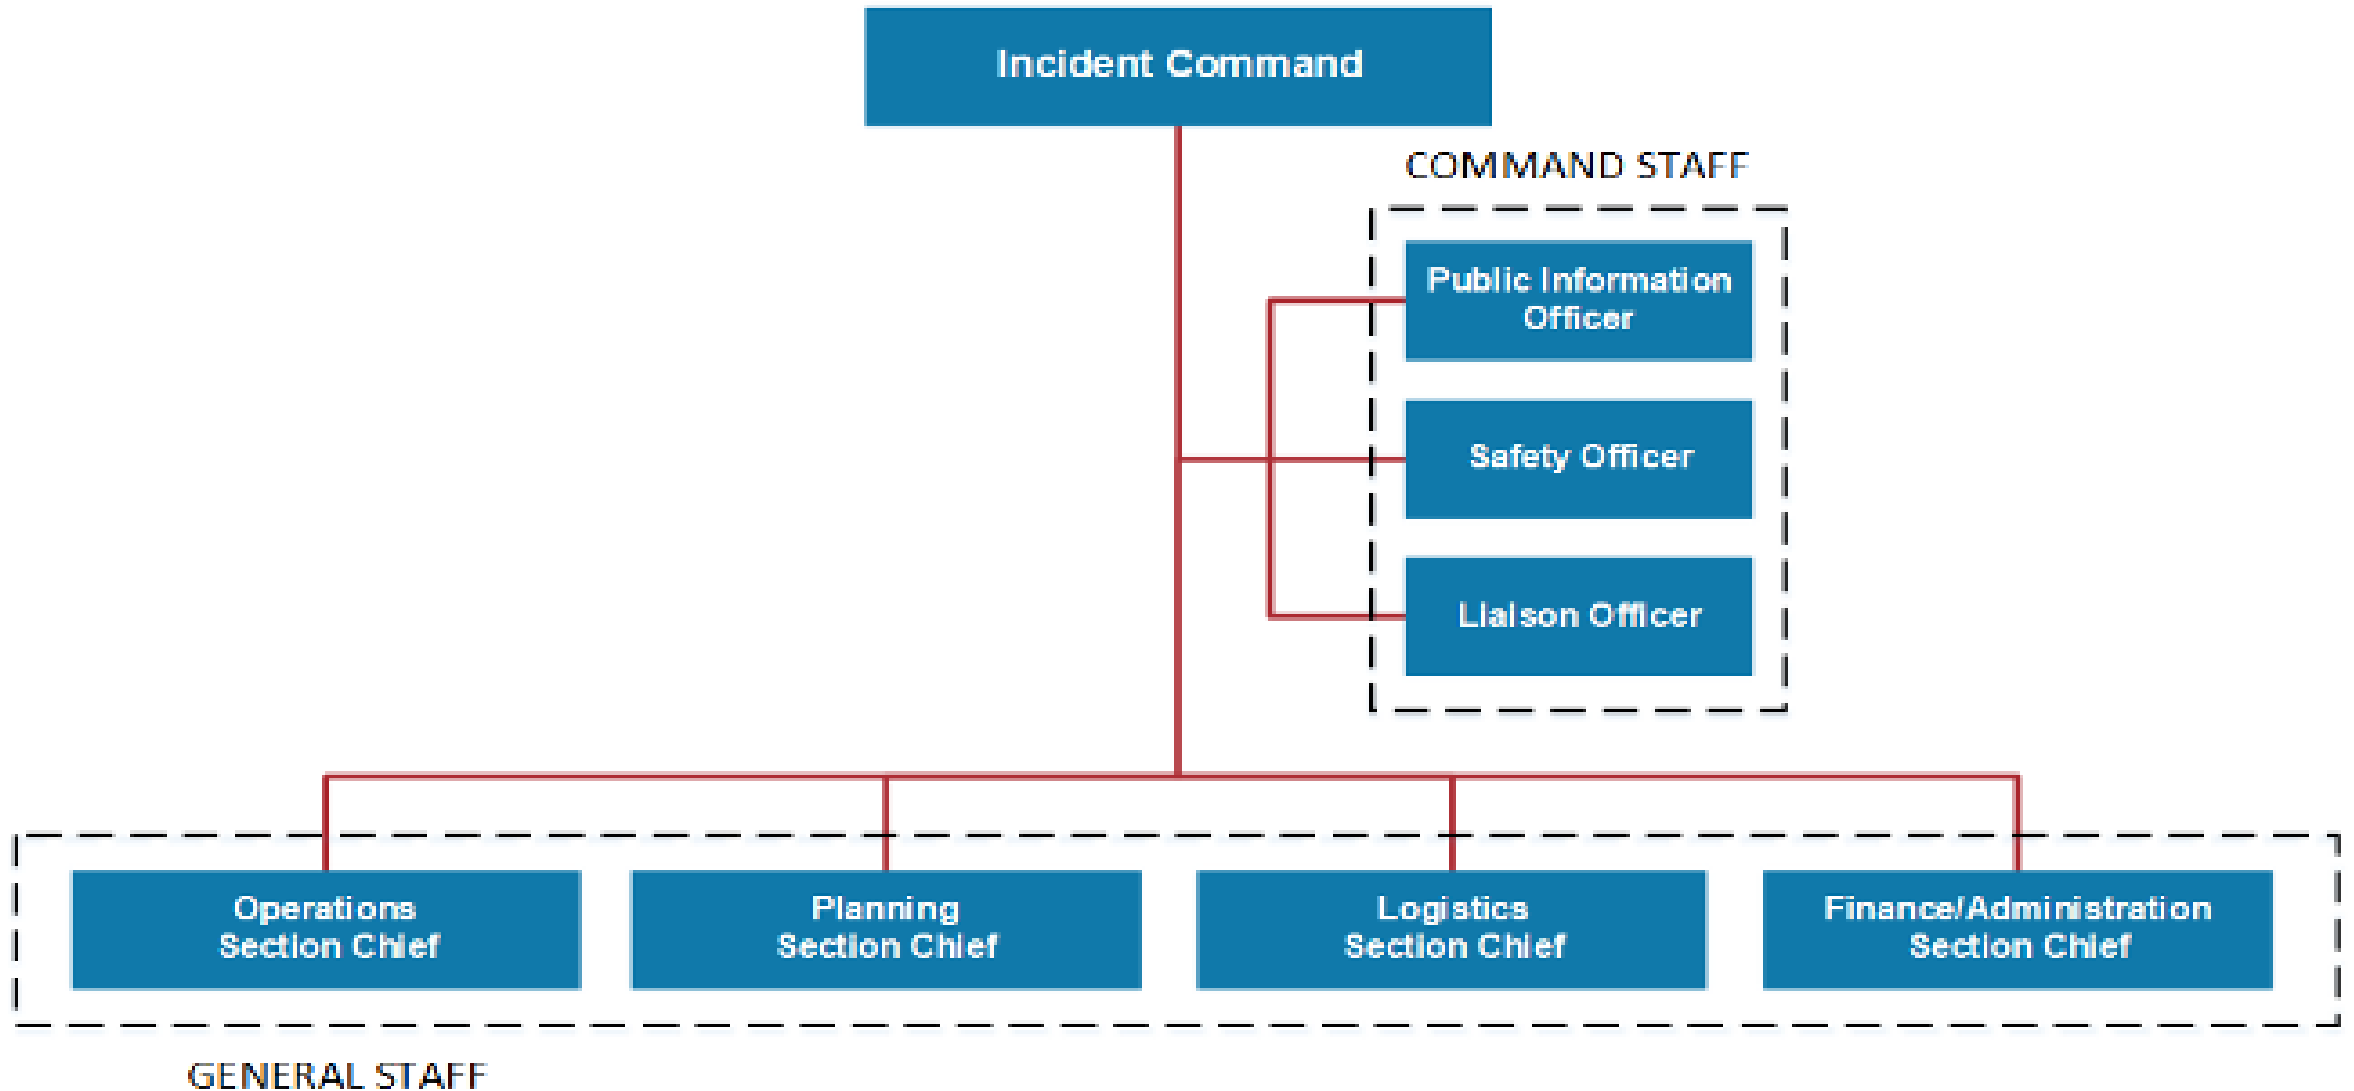 Incident Command
COMMAND STAFF
Public Information
Officer
Safety Officer
Liaison Officer
Operations
Section Chief
Planning
Section Chief
Logistics
Section Chief
Finance/Administration
Section Chief
GENERAL STAFF